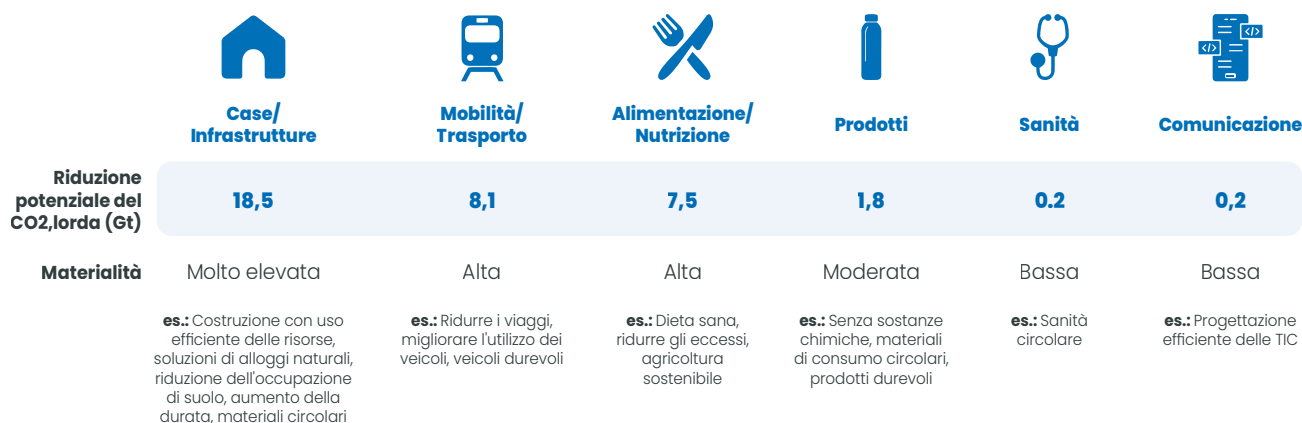 Case/
Infrastrutture
Mobilità/
Trasporto
Alimentazione/
Nutrizione
Prodotti
Sanità
Comunicazione
Riduzione
potenziale del
CO2,lorda (Gt)
18,5
8,1
7,5
1,8
0.2
0,2
Materialità
Molto elevata
Alta
Alta
Moderata
Bassa
Bassa
es.: Costruzione con uso
efficiente delle risorse,
soluzioni di alloggi naturali,
riduzione dell'occupazione
di suolo, aumento della
durata, materiali circolari
es.: Ridurre i viaggi,
migliorare l'utilizzo dei
veicoli, veicoli durevoli
es.: Dieta sana,
ridurre gli eccessi,
agricoltura
sostenibile
es.: Senza sostanze
chimiche, materiali
di consumo circolari,
prodotti durevoli
es.: Sanità
circolare
es.: Progettazione
efficiente delle TIC